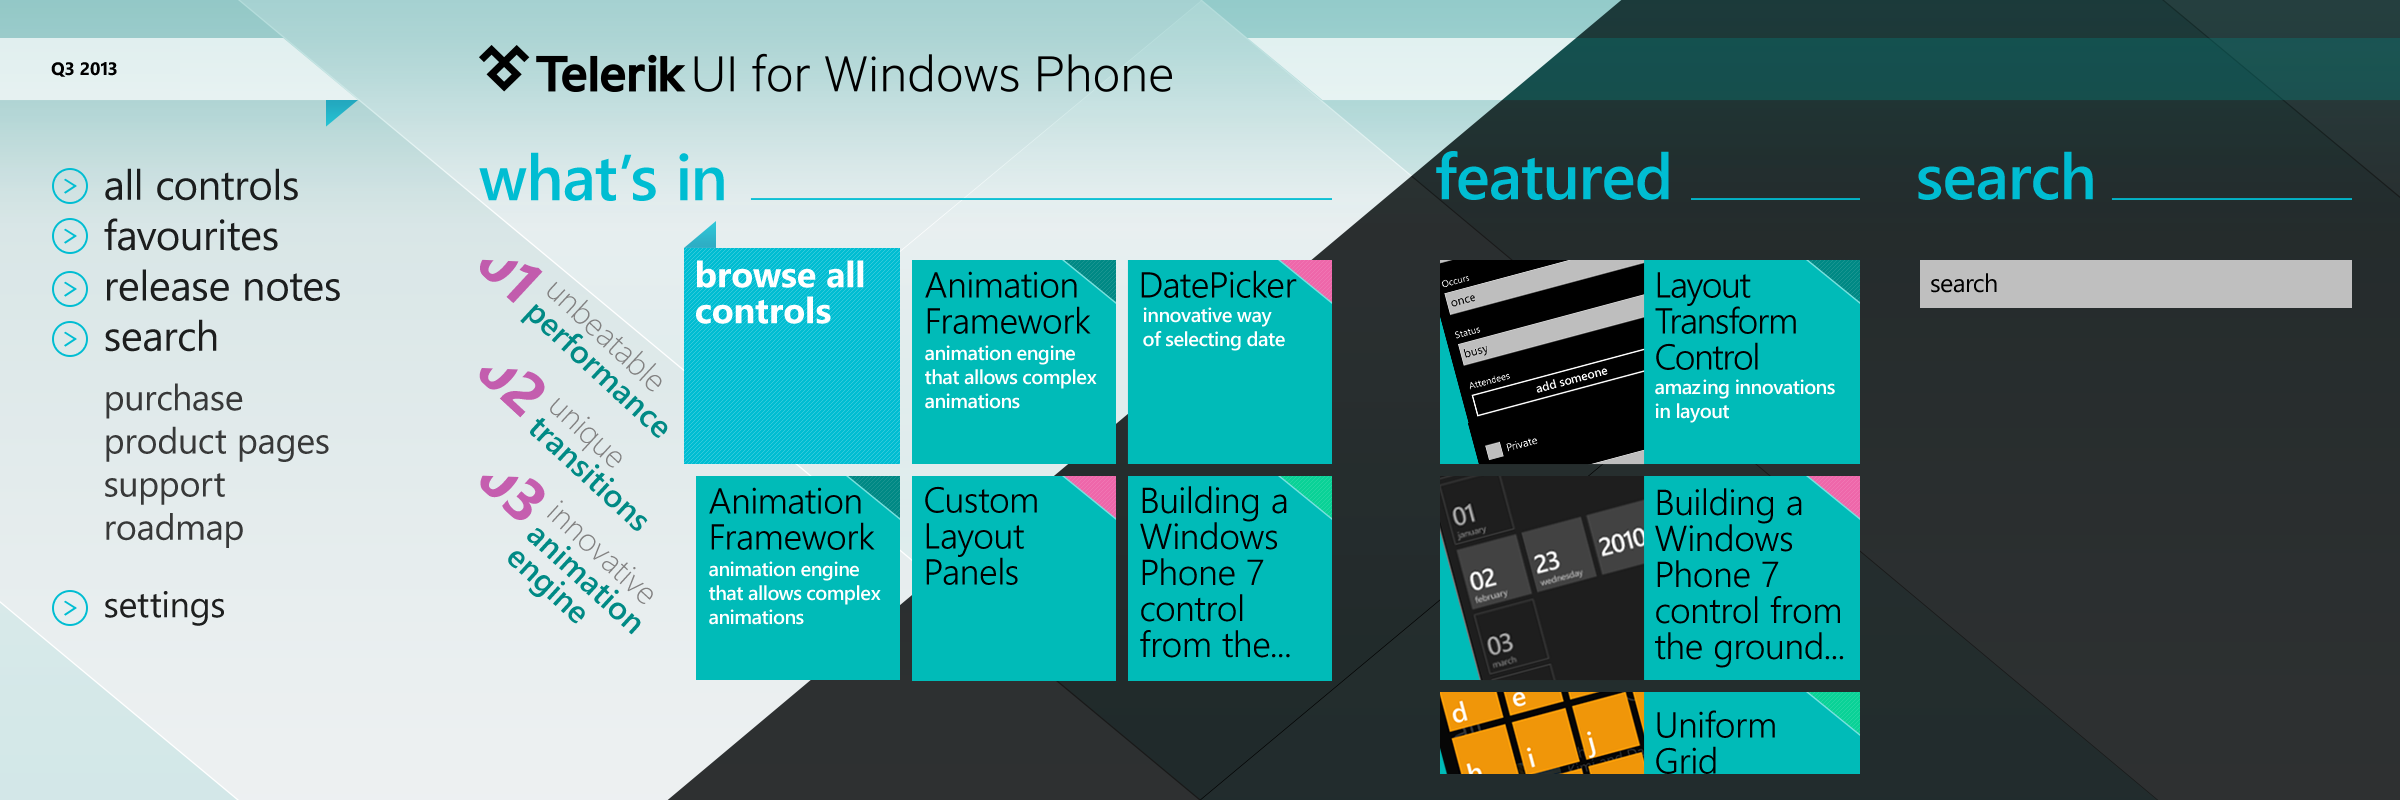 Q3 2013
Telerik UI for Windows Phone
all controls
favourites
release notes
search
purchase
product pages
support
roadmap
settings
what's in
01 unbeatable
performance
02 unique
transitions
03 innovative
animation
engine
browse all
controls
Animation
Framework
animation engine
that allows complex
animations
DatePicker
innovative way
of selecting date
Animation
Framework
animation engine
that allows complex
animations
Custom
Layout
Panels
Building a
Windows
Phone 7
control
from the...
featured
Occurs
once
Status
busy
Attendees
add someone
Private
Layout
Transform
Control
amazing innovations
in layout
01
january
02
february
23
wednesday
2010
03
march
Building a
Windows
Phone 7
control from
the ground...
d e
h i j
Uniform
Grid
search
search